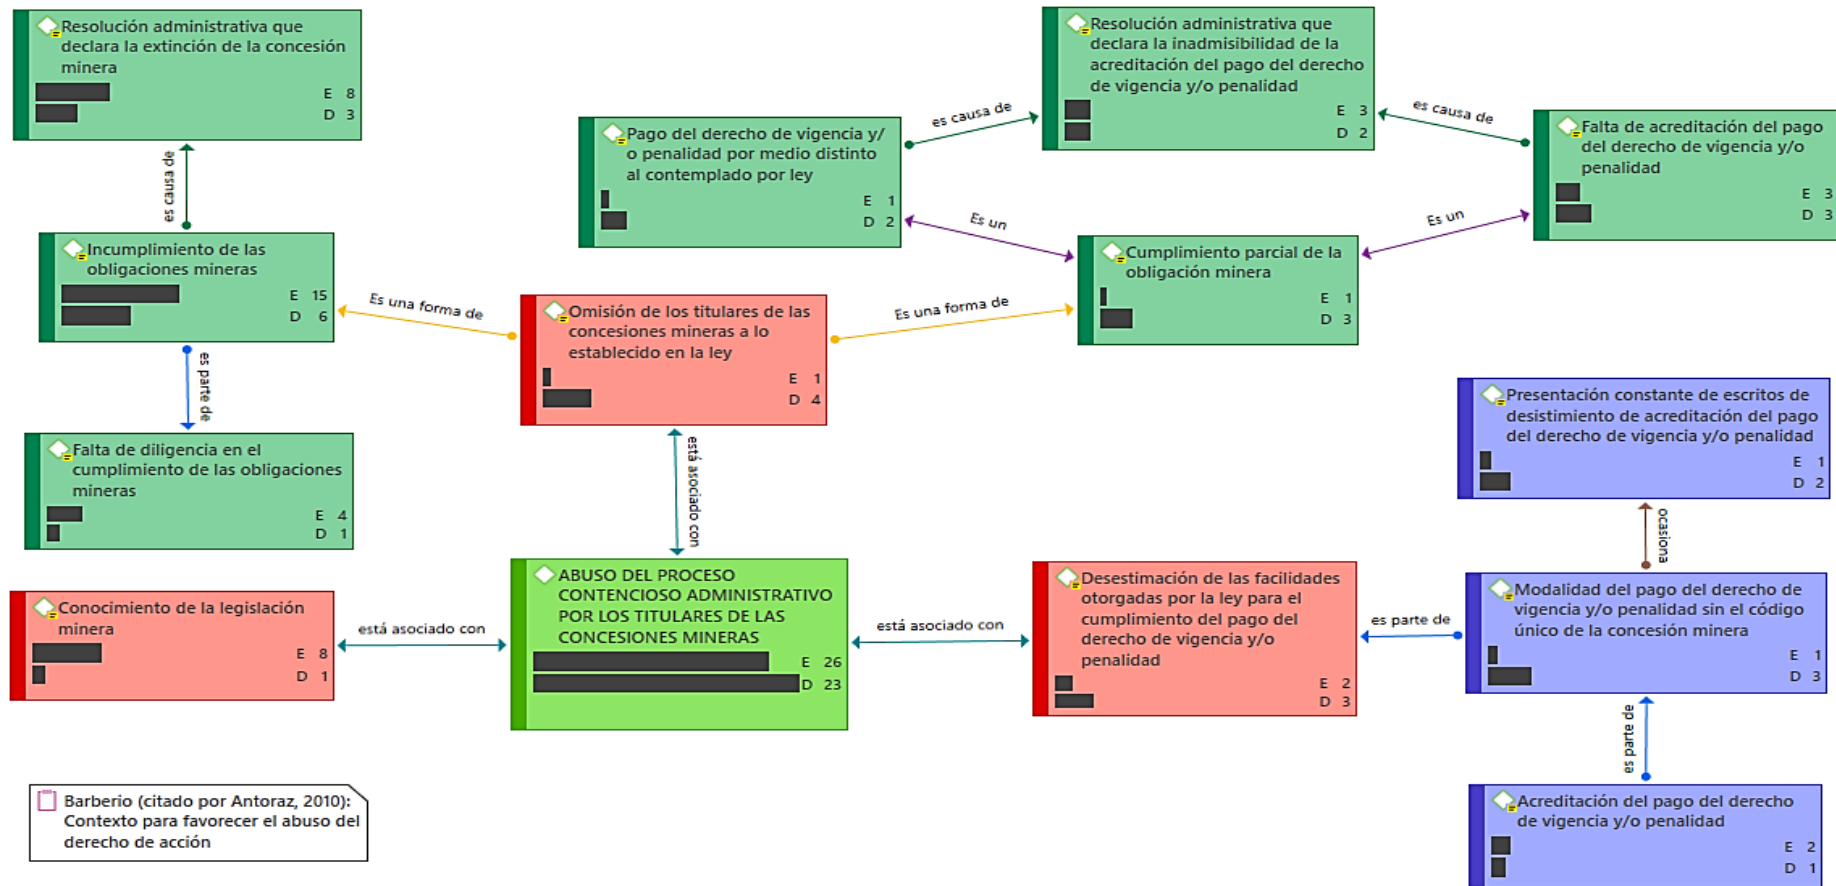 Resolución administrativa que
declara la extinción de la concesión
minera
E 8
D 3
es causa de
Incumplimiento de las
obligaciones mineras
E 15
D 6
es parte de
Falta de diligencia en el
cumplimiento de las obligaciones
mineras
E 4
D 1
Es una forma de
Omisión de los titulares de las
concesiones mineras a lo
establecido en la ley
E 1
D 4
Es una forma de
Pago del derecho de vigencia y/
o penalidad por medio distinto
al contemplado por ley
E 1
D 2
es causa de
Resolución administrativa que
declara la inadmisibilidad de la
acreditación del pago del derecho
de vigencia y/o penalidad
E 3
D 2
es causa de
Falta de acreditación del pago
del derecho de vigencia y/o
penalidad
E 3
D 3
Es un
Es un
Cumplimiento parcial de la
obligación minera
E 1
D 3
está asociado con
Conocimiento de la legislación
minera
E 8
D 1
está asociado con
ABUSO DEL PROCESO
CONTENCIOSO ADMINISTRATIVO
POR LOS TITULARES DE LAS
CONCESIONES MINERAS
E 26
D 23
está asociado con
Desestimación de las facilidades
otorgadas por la ley para el
cumplimiento del pago del
derecho de vigencia y/o
penalidad
E 2
D 3
es parte de
Presentación constante de escritos de
desistimiento de acreditación del pago
del derecho de vigencia y/o penalidad
E 1
D 2
ocasiona
Modalidad del pago del derecho de
vigencia y/o penalidad sin el código
único de la concesión minera
E 1
D 3
es parte de
Acreditación del pago del derecho
de vigencia y/o penalidad
E 2
D 1
Barberio (citado por Antoraz, 2010):
Contexto para favorecer el abuso del
derecho de acción